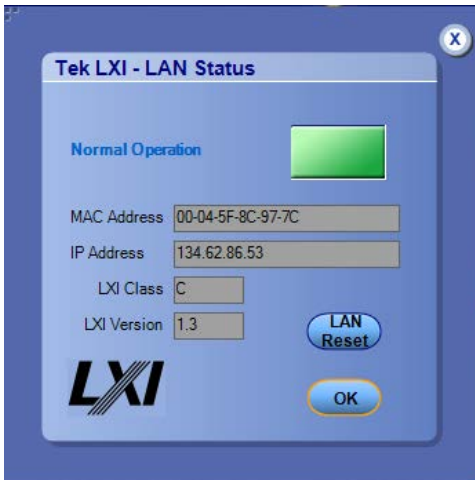 X
Tek LXI - LAN Status
Normal Operation
MAC Address 00-04-5F-8C-97-7C
IP Address 134.62.86.53
LXI Class C
LXI Version 1.3
LAN
Reset
LXI
OK